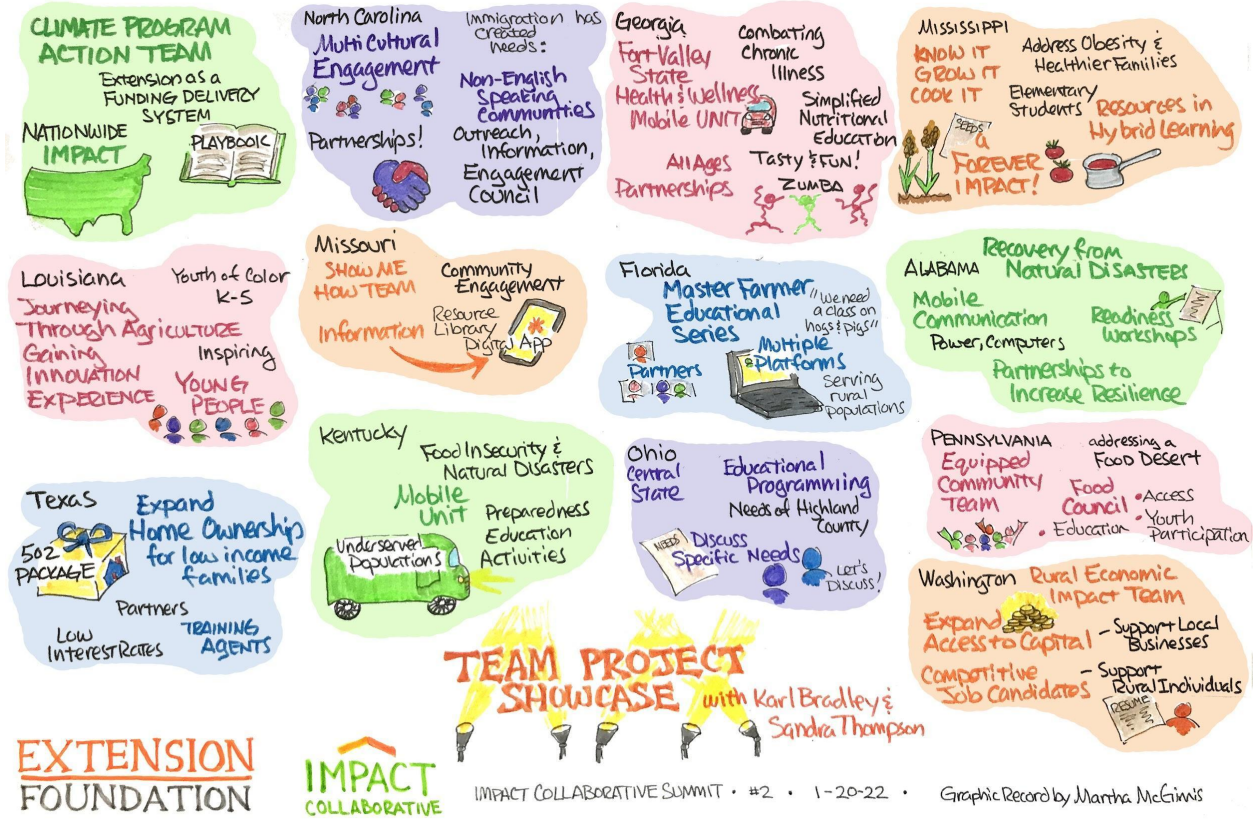 CLIMATE PROGRAM
ACTION TEAM
Extension as a
FUNDING DELIVERY
SYSTEM
NATIONWIDE
IMPACT
PLAYBOOK
North Carolina
Multi Cultural
Engagement
Partnerships!
Immigration has
created
needs:
Non-English
Speaking
Communities
Outreach,
Information,
Engagement
Council
Georgia
Fort Valley
State
Health & Wellness
Mobile UNIT
All Ages
Partnerships
Combating
Chronic
Illness
Simplified
Nutritional
Education
Tasty & Fun!
ZUMBA
MISSISSIPPI
KNOW IT
GROW IT
COOK IT
Address Obesity &
Healthier Families
Elementary
Students
Resources in
Hybrid Learning
SEEDS
a
FOREVER
IMPACT!
Louisiana
Youth of Color
K-5
Journeying
Through Agriculture
Gaining
Innovation
Experience
Inspiring
YOUNG
PEOPLE
Missouri
SHOW ME
HOW TEAM
Information
Community
Engagement
Resource
Library
Digital App
Florida
Master Farmer
Educational
Series
"We need
a class on
hogs & pigs"
Partners
Multiple
Platforms
Serving
rural
populations
ALABAMA
Recovery from
Natural DISASTERS
Mobile
Communication
Power, Computers
Readiness
Workshops
Partnerships to
Increase Resilience
Texas
502
PACKAGE
Expand
Home Ownership
for low income
families
Partners
Low
Interest Rates
TRAINING
AGENTS
Kentucky
Food Insecurity &
Natural Disasters
Mobile
Unit
Preparedness
Education
Activities
Underserved
Populations
Ohio
Central
State
Educational
Programming
Needs of Highland
County
NEEDS
Discuss
Specific Needs
Let's
Discuss!
PENNSYLVANIA
Equipped
Community
Team
addressing a
Food Desert
Food
Council
• Education
• Access
• Youth
Participation
Washington
Rural Economic
Impact Team
Expand
Access to Capital
- Support Local
Businesses
Competitive
Job Candidates
- Support
Rural Individuals
RESUME
TEAM PROJECT
SHOWCASE
with Karl Bradley &
Sandra Thompson
EXTENSION
FOUNDATION
IMPACT
COLLABORATIVE
IMPACT COLLABORATIVE SUMMIT • #2 • 1-20-22 •
Graphic Record by Martha McGinnis